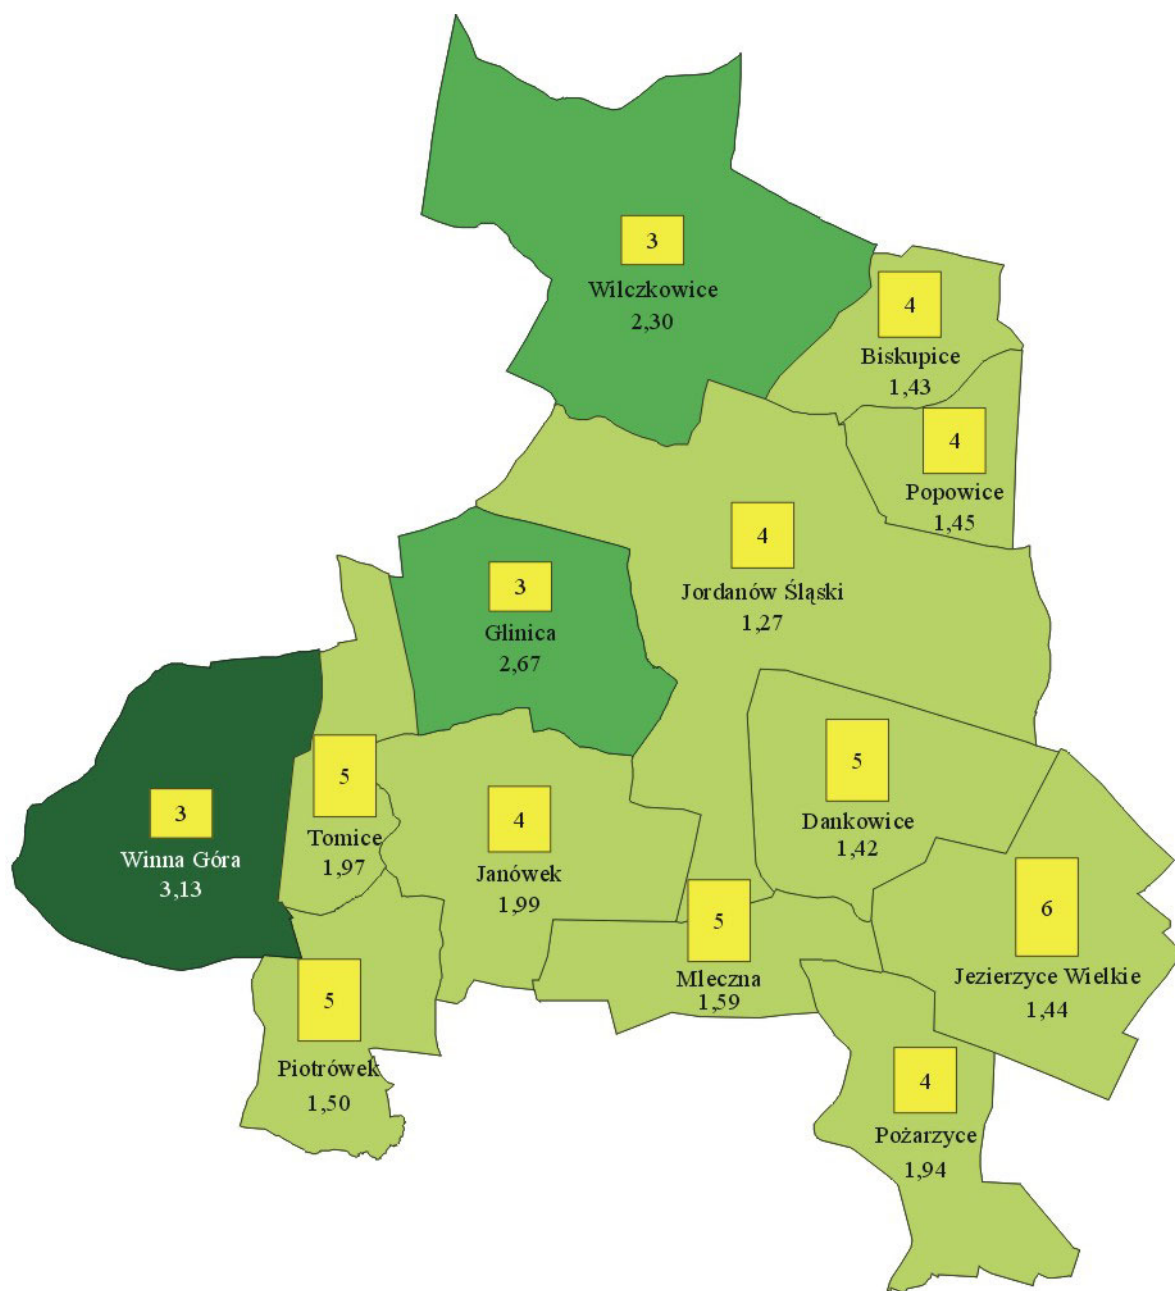 3
Wilczkowice
2,30
4
Biskupice
1,43
4
Popowice
1,45
4
Jordanów Śląski
1,27
3
Glinica
2,67
5
Tomice
1,97
3
Winna Góra
3,13
4
Janówek
1,99
5
Dankowice
1,42
5
Mleczna
1,59
6
Jezierzyce Wielkie
1,44
5
Piotrówek
1,50
4
Pożarzyce
1,94